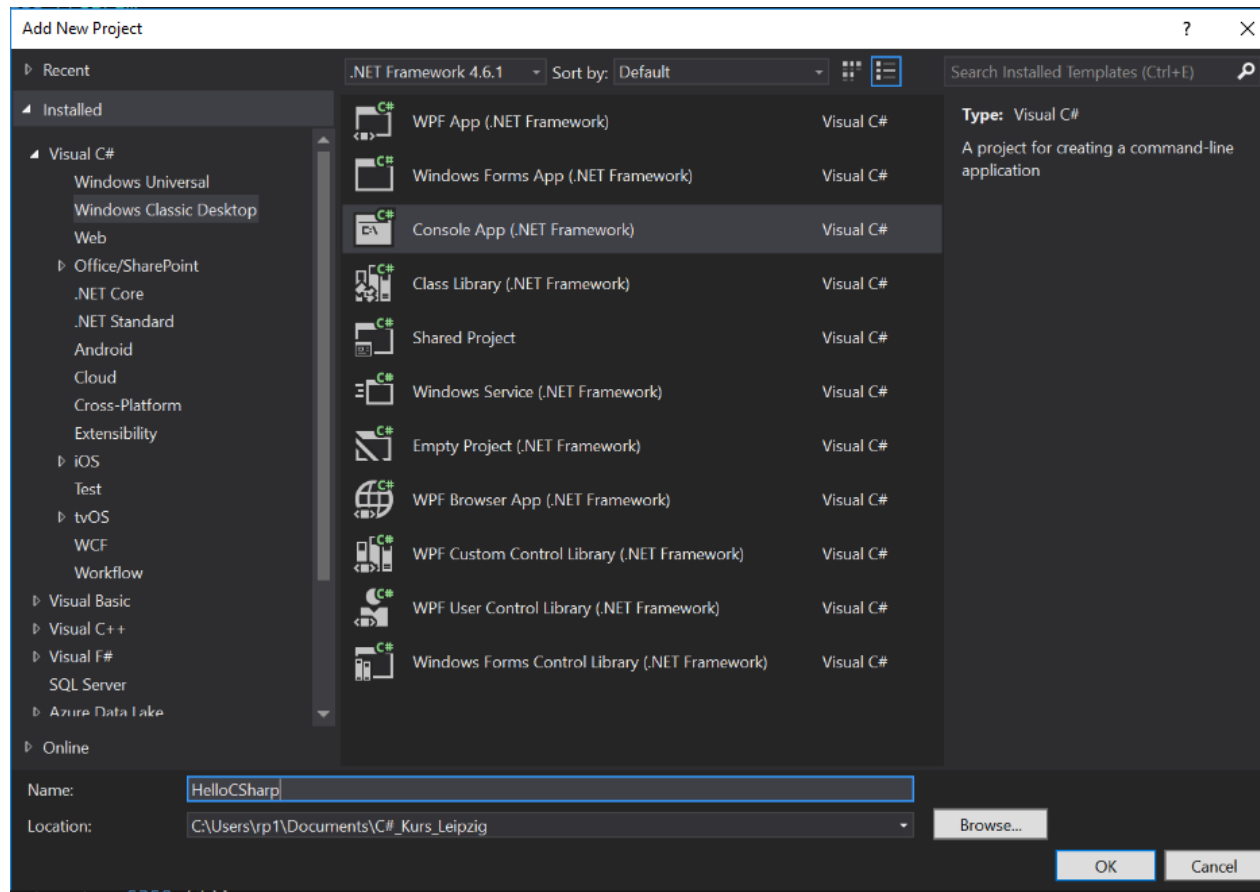 Add New Project
?
Recent
.NET Framework 4.6.1
Sort by: Default
Search Installed Templates (Ctrl+E)
Installed
Visual C#
Windows Universal
Windows Classic Desktop
Web
Office/SharePoint
.NET Core
.NET Standard
Android
Cloud
Cross-Platform
Extensibility
iOS
Test
tvOS
WCF
Workflow
Visual Basic
Visual C++
Visual F#
SQL Server
Azure Data Lake
Online
C# WPF App (.NET Framework) Visual C#
C# Windows Forms App (.NET Framework) Visual C#
C# C:\ Console App (.NET Framework) Visual C#
C# Class Library (.NET Framework) Visual C#
C# Shared Project Visual C#
C# Windows Service (.NET Framework) Visual C#
C# Empty Project (.NET Framework) Visual C#
C# WPF Browser App (.NET Framework) Visual C#
C# WPF Custom Control Library (.NET Framework) Visual C#
C# WPF User Control Library (.NET Framework) Visual C#
C# Windows Forms Control Library (.NET Framework) Visual C#
Type: Visual C#
A project for creating a command-line
application
Name: HelloCSharp
Location: C:\Users\rp1\Documents\C#_Kurs_Leipzig
Browse...
OK Cancel